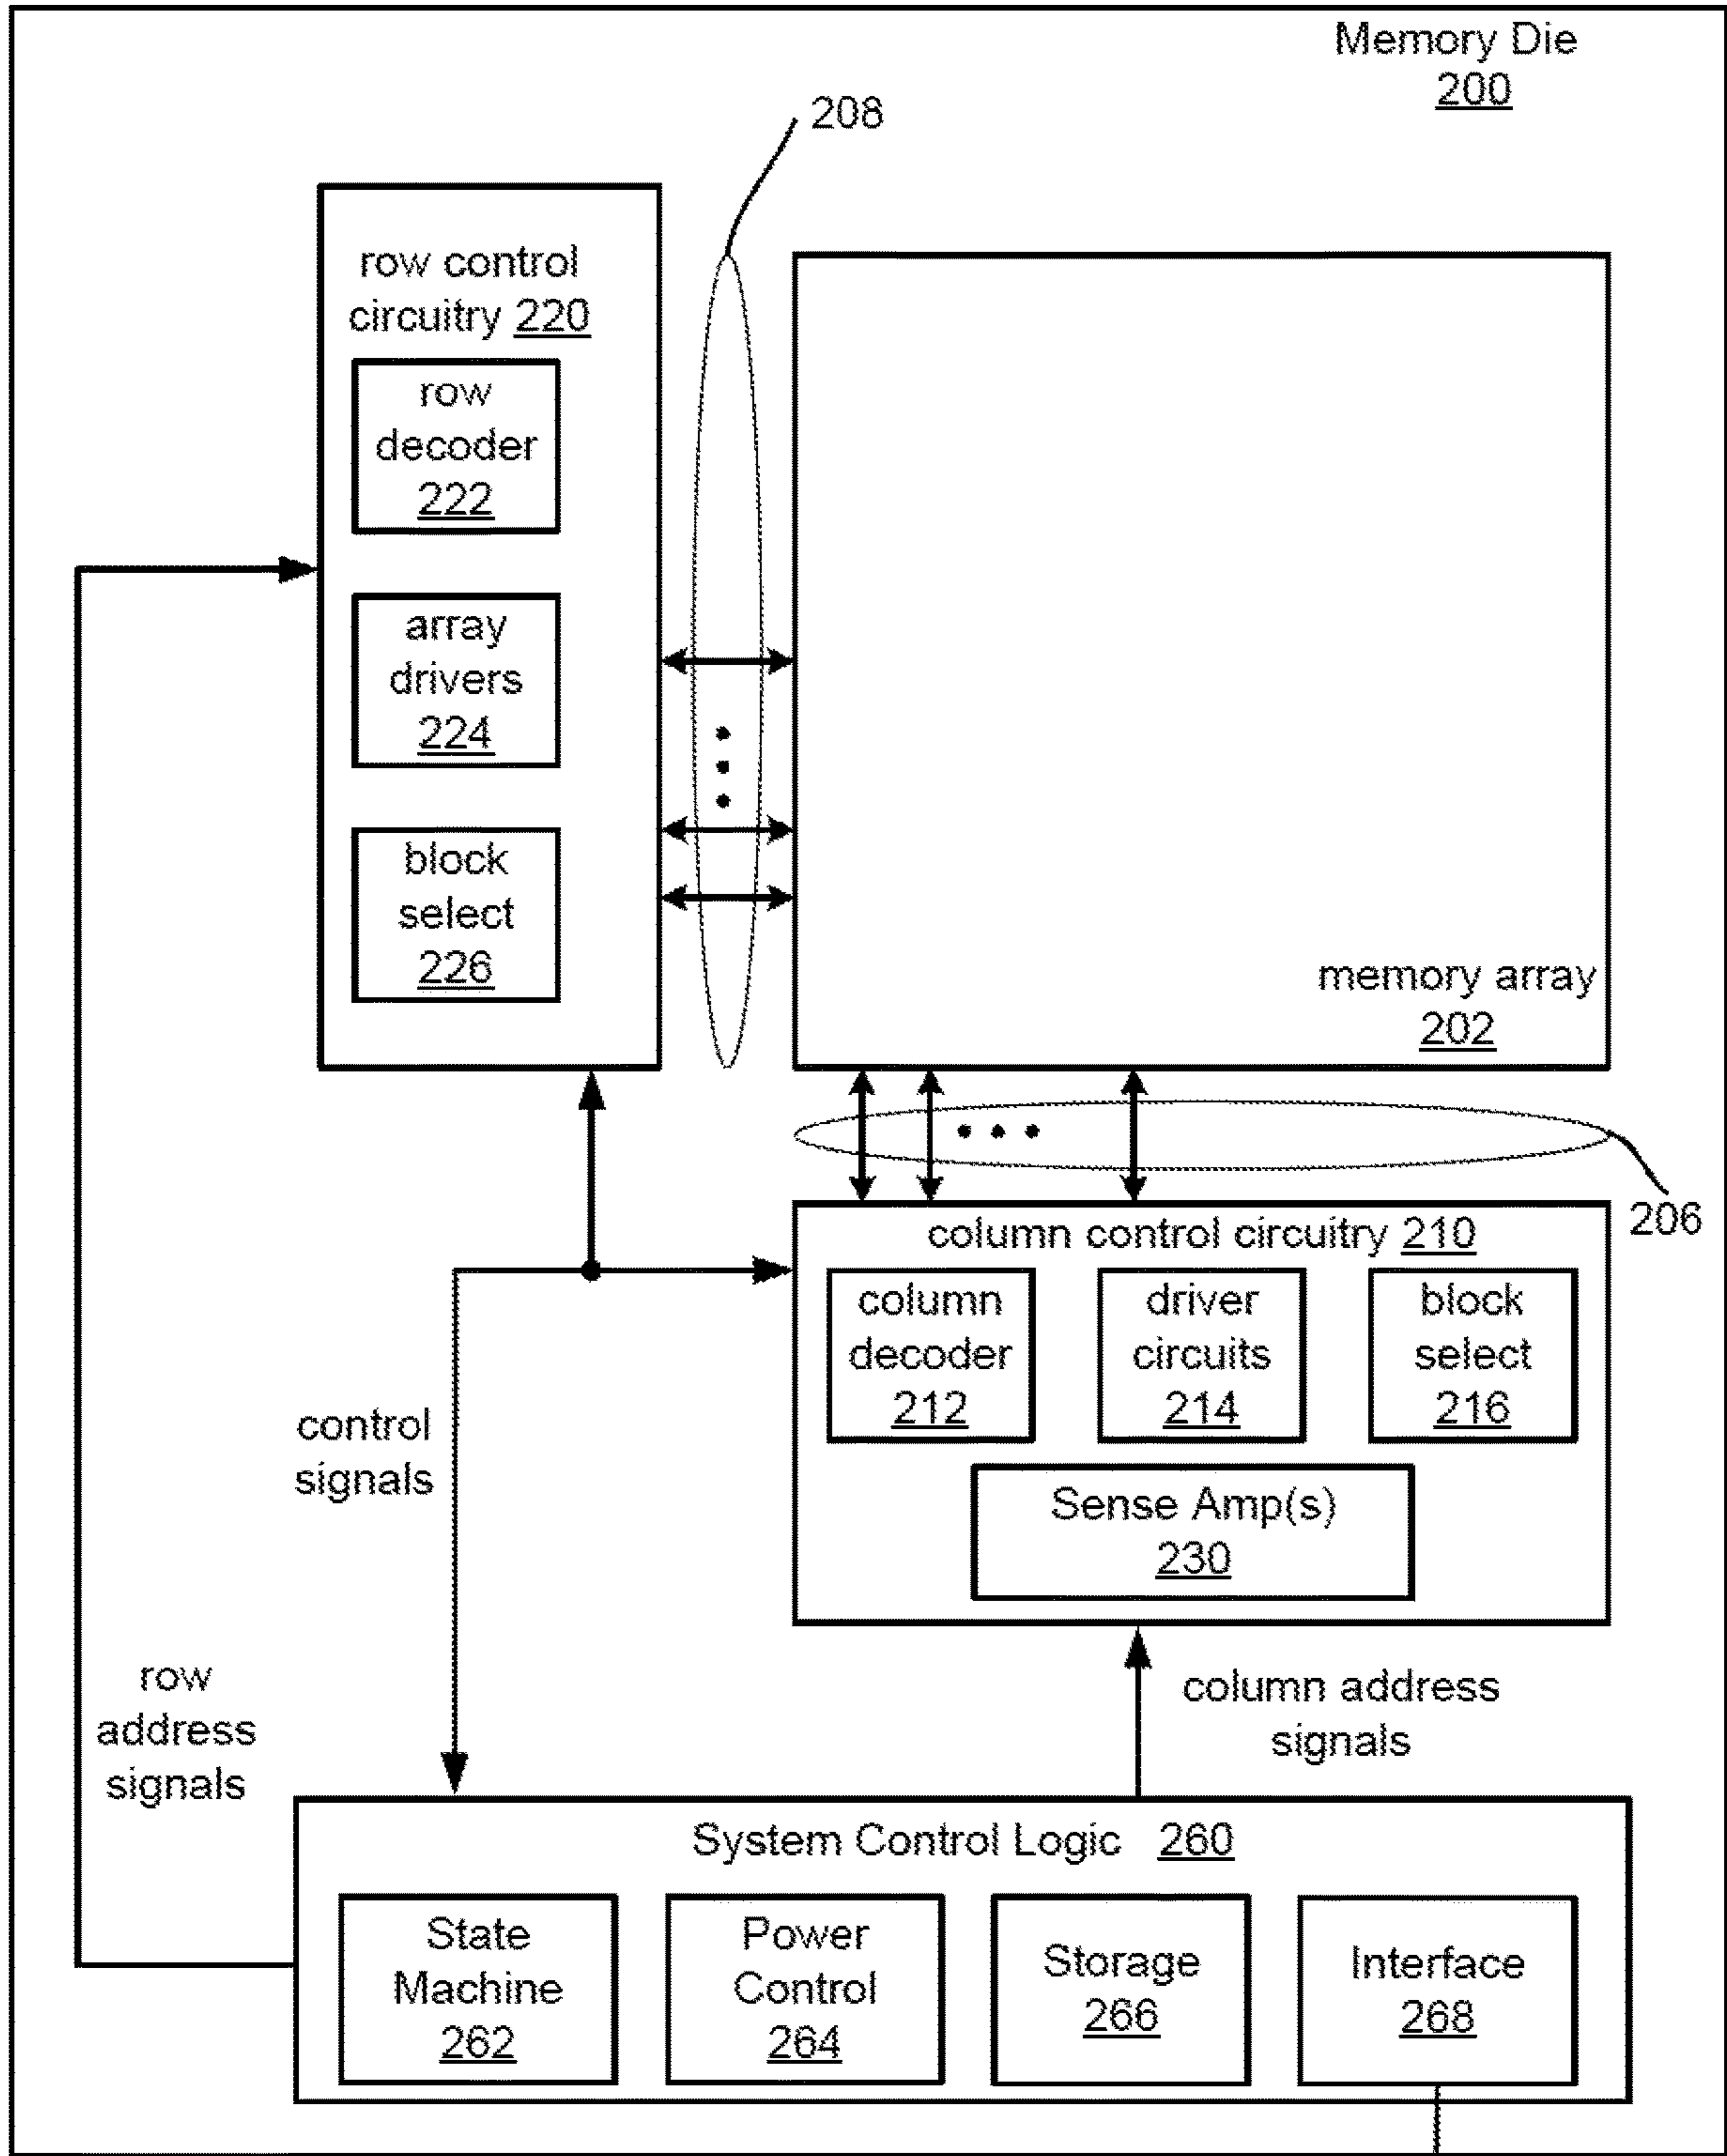 Memory Die
200
208
row control
circuitry 220
row
decoder
222
array
drivers
224
block
select
226
memory array
202
206
column control circuitry 210
column
decoder
212
driver
circuits
214
block
select
216
Sense Amp(s)
230
control
signals
row
address
signals
column address
signals
System Control Logic 260
State
Machine
262
Power
Control
264
Storage
266
Interface
268